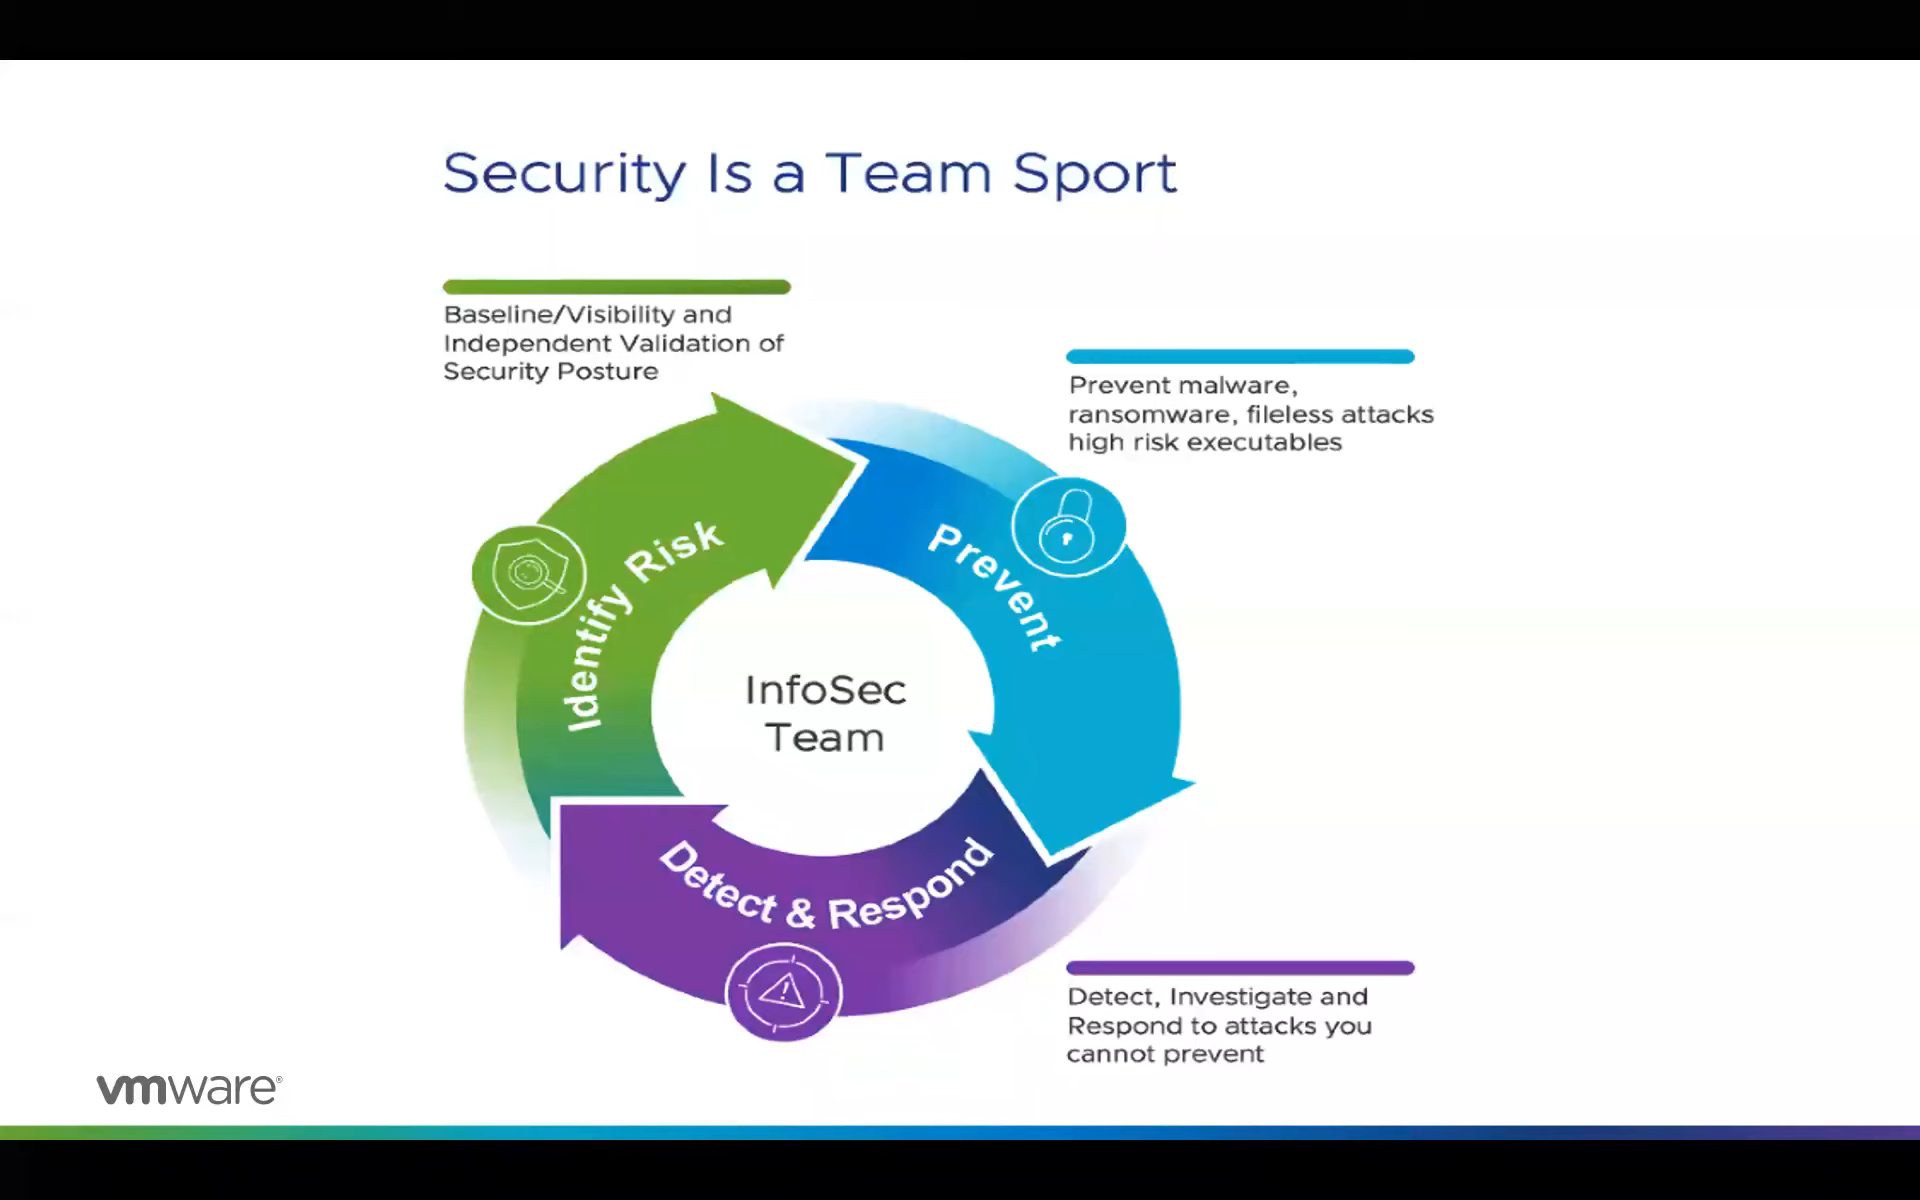 Security Is a Team Sport
Baseline/Visibility and
Independent Validation of
Security Posture
Prevent malware,
ransomware, fileless attacks
high risk executables
Identify Risk
Prevent
InfoSec
Team
Detect & Respond
Detect, Investigate and
Respond to attacks you
cannot prevent
vmware®